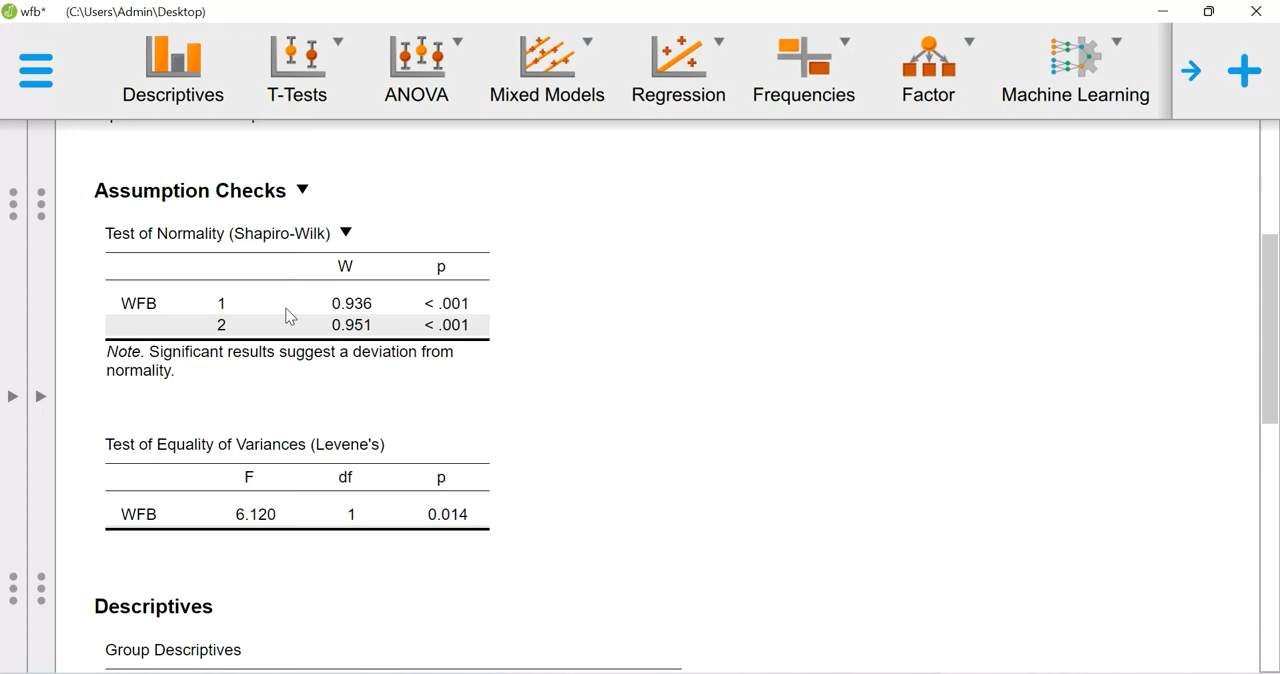 wfb* (C:\Users\Admin\Desktop)
Descriptives T-Tests ANOVA Mixed Models Regression Frequencies Factor Machine Learning
Assumption Checks ▼
Test of Normality (Shapiro-Wilk) ▼
W p
WFB 1 0.936 < .001
2 0.951 < .001
Note. Significant results suggest a deviation from
normality.
Test of Equality of Variances (Levene's)
F df p
WFB 6.120 1 0.014
Descriptives
Group Descriptives